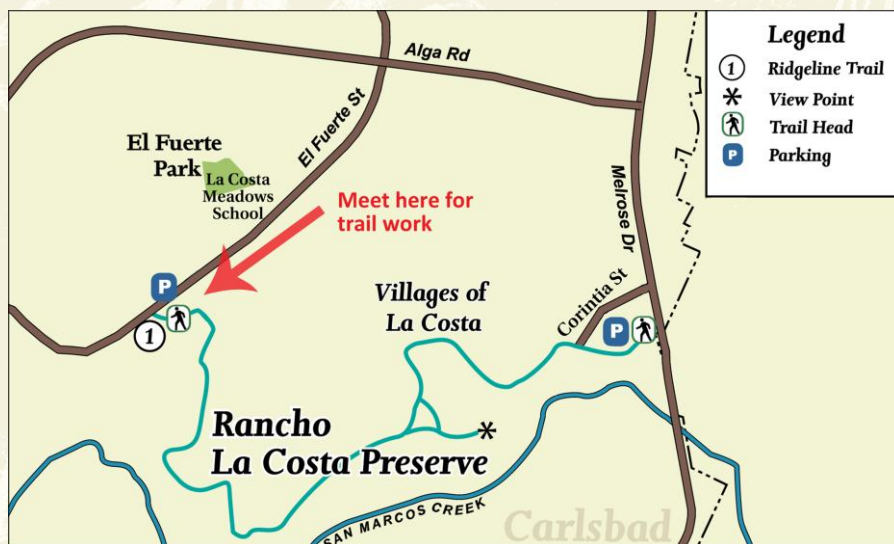 Alga Rd
El Fuerte St
El Fuerte
Park
La Costa
Meadows
School
Meet here for
trail work
P
1
Villages of
La Costa
Corintia St
P
Melrose Dr
Rancho
La Costa Preserve
SAN MARCOS CREEK
Carlsbad
Legend
1 Ridgeline Trail
View Point
Trail Head
P Parking